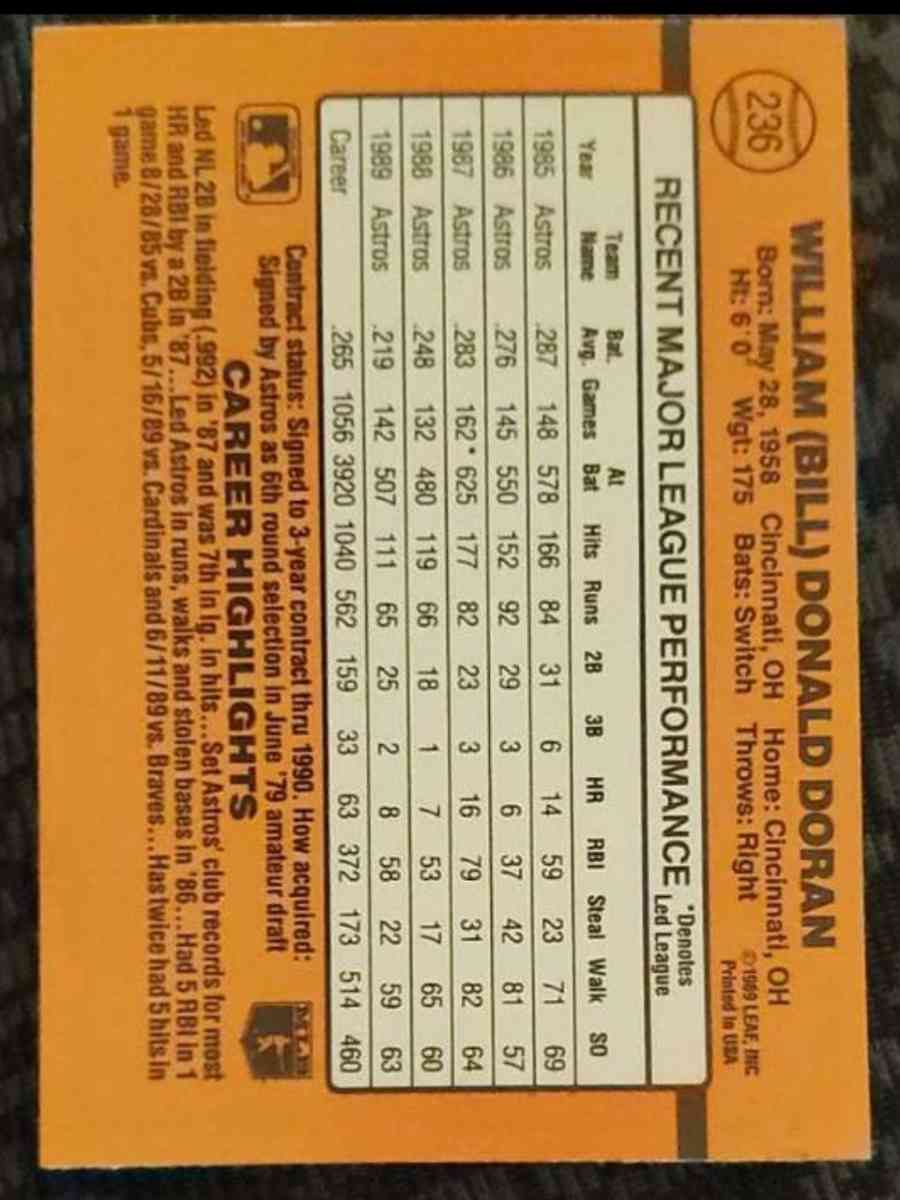 236
WILLIAM (BILL) DONALD DORAN
Born: May 28, 1958 Cincinnati, OH Home: Cincinnati, OH
Ht: 6'0" Wgt: 175 Bats: Switch Throws: Right
©1989 LEAF, INC
Printed in USA
RECENT MAJOR LEAGUE PERFORMANCE
*Denotes
Led League
Year Team Name Bat. Avg. Games At Bat Hits Runs 2B 3B HR RBI Steal Walk SO
1985 Astros .287 148 578 166 84 31 6 14 59 23 71 69
1986 Astros .276 145 550 152 92 29 3 6 37 42 81 57
1987 Astros .283 162* 625 177 82 23 3 16 79 31 82 64
1988 Astros .248 132 480 119 66 18 1 7 53 17 65 60
1989 Astros .219 142 507 111 65 25 2 8 58 22 59 63
Career .265 1056 3920 1040 562 159 33 63 372 173 514 460
Contract status: Signed to 3-year contract thru 1990. How acquired:
Signed by Astros as 6th round selection in June '79 amateur draft
CAREER HIGHLIGHTS
Led NL 2B in fielding (.992) in '87 and was 7th in lg. in hits...Set Astros' club records for most
HR and RBI by a 2B in '87...Led Astros in runs, walks and stolen bases in '86...Had 5 RBI in 1
game 8/28/85 vs. Cubs, 5/16/89 vs. Cardinals and 6/11/89 vs. Braves...Has twice had 5 hits in
1 game.